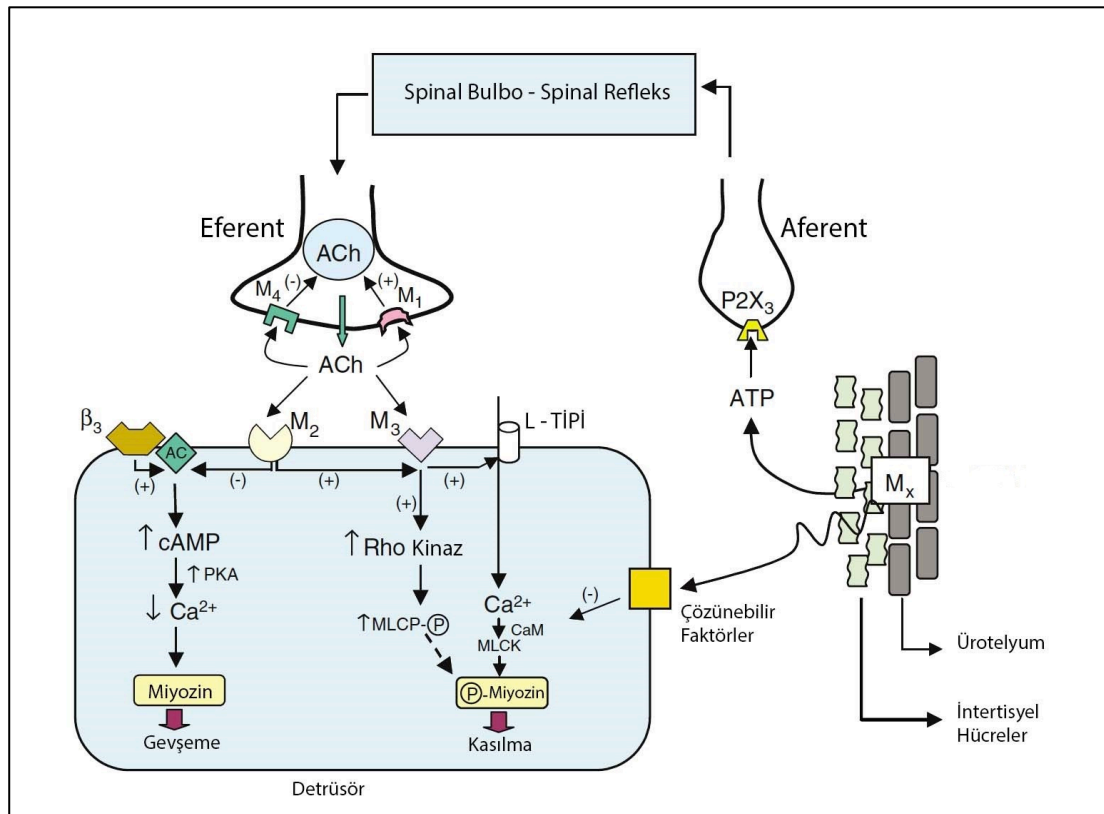 Spinal Bulbo - Spinal Refleks
Eferent
Aferent
ACh
M4
(-)
(+)
M1
P2X3
ACh
ATP
β3
AC
M2
M3
L - TİPİ
(+)
(-)
(+)
(+)
(+)
Mx
↑cAMP
↑PKA
↓Ca2+
↑Rho Kinaz
↑MLCP-P
Ca2+
CaM
MLCK
(-)
Çözünebilir
Faktörler
Miyozin
P-Miyozin
Gevşeme
Kasılma
Ürotelyum
İntertisyel
Hücreler
Detrüsör